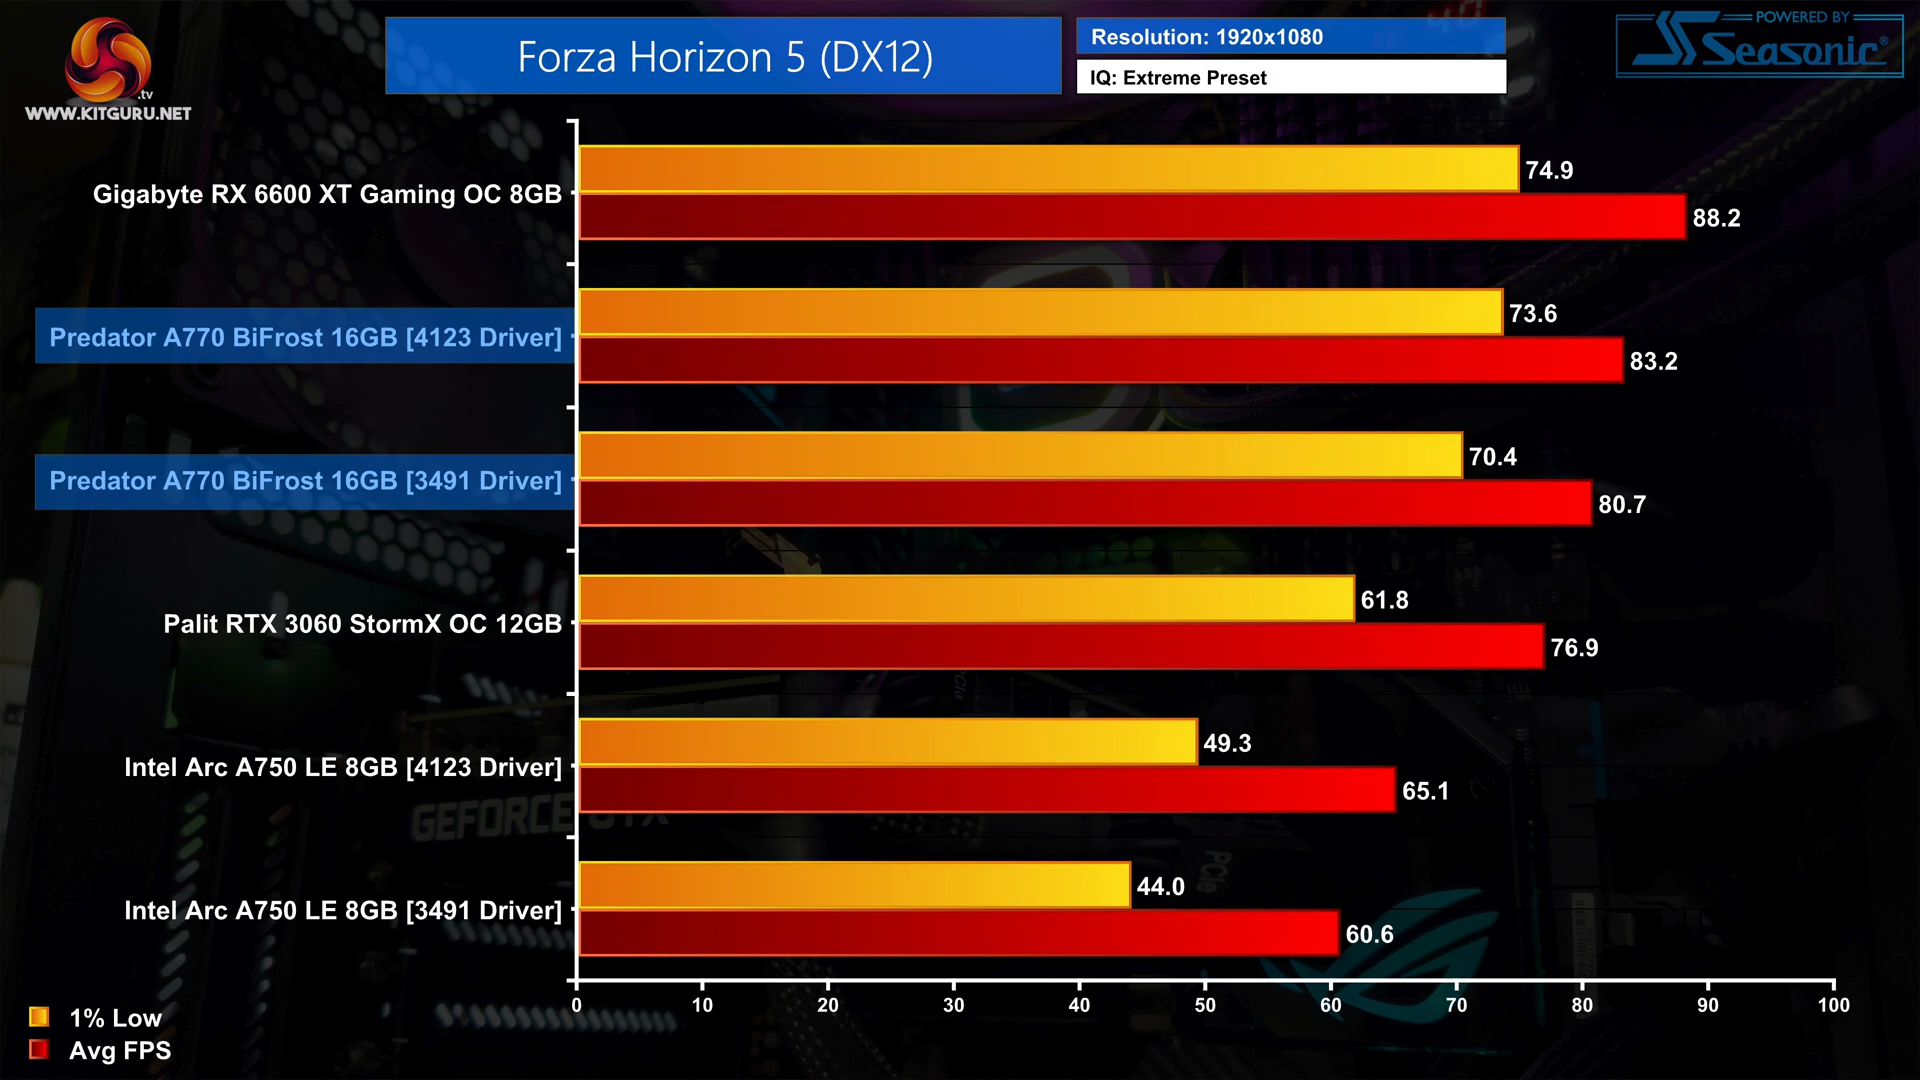 .tv
WWW.KITGURU.NET
Forza Horizon 5 (DX12)
Resolution: 1920x1080
IQ: Extreme Preset
POWERED BY
Seasonic®
Gigabyte RX 6600 XT Gaming OC 8GB
74.9
88.2
Predator A770 BiFrost 16GB [4123 Driver]
73.6
83.2
Predator A770 BiFrost 16GB [3491 Driver]
70.4
80.7
Palit RTX 3060 StormX OC 12GB
61.8
76.9
Intel Arc A750 LE 8GB [4123 Driver]
49.3
65.1
GEFORCE GTX
PCIe
Intel Arc A750 LE 8GB [3491 Driver]
44.0
60.6
0 10 20 30 40 50 60 70 80 90 100
1% Low
Avg FPS